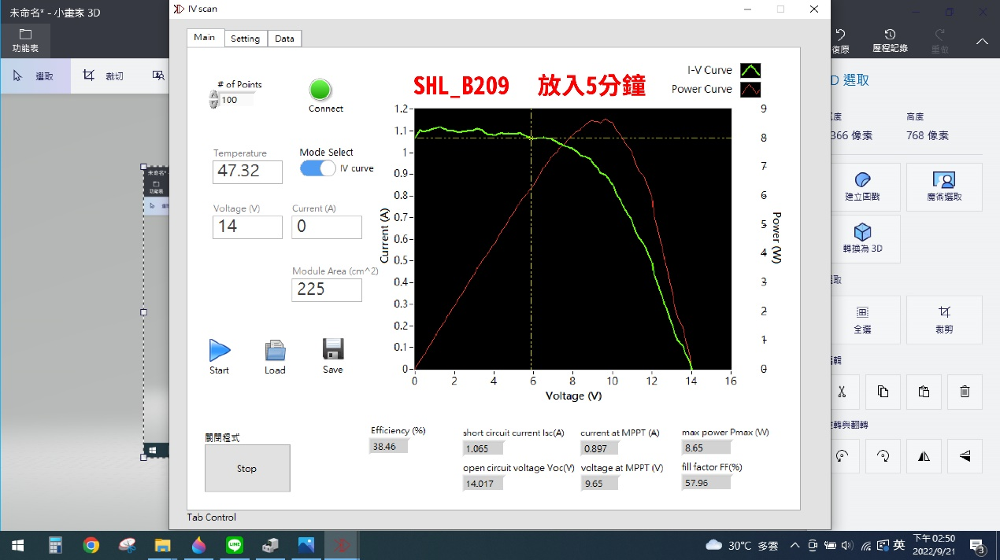 未命名* - 小畫家 3D
功能表
選取
裁切
復原
歷程記錄
重做
D 選取
高度
366 像素
768 像素
建立圖戳
魔術選取
轉換為 3D
選取
全選
裁剪
編輯
旋轉與翻轉
未命名* -
功能表
IV scan
Main
Setting
Data
# of Points
100
Connect
SHL_B209 放入5分鐘
I-V Curve
Power Curve
Temperature
47.32
Mode Select
IV curve
Voltage (V)
14
Current (A)
0
Module Area (cm^2)
225
Start
Load
Save
Current (A)
1.2
1.1
1
0.9
0.8
0.7
0.6
0.5
0.4
0.3
0.2
0.1
0
0 2 4 6 8 10 12 14 16
Voltage (V)
9
8
7
6
5
4
3
2
1
0
Power (W)
關閉程式
Stop
Efficiency (%)
38.46
short circuit current Isc(A)
1.065
current at MPPT (A)
0.897
max power Pmax (W)
8.65
open circuit voltage Voc(V)
14.017
voltage at MPPT (V)
9.65
fill factor FF(%)
57.96
Tab Control
LINE
30°C 多雲
英
下午 02:50
2022/9/21
3